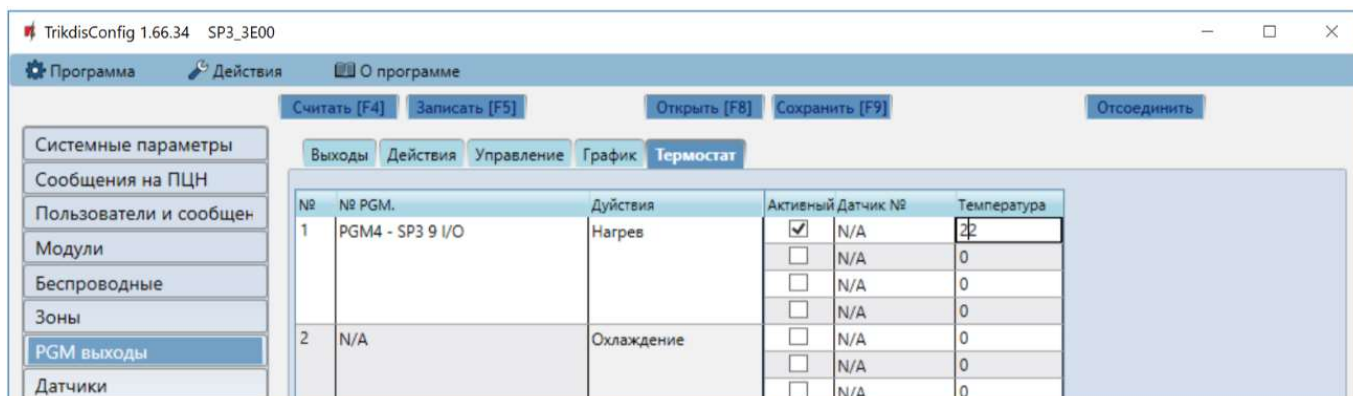 TrikdisConfig 1.66.34 SP3_3E00
Программа Действия О программе
Считать [F4] Записать [F5] Открыть [F8] Сохранить [F9] Отсоединить
Системные параметры
Сообщения на ПЦН
Пользователи и сообщен
Модули
Беспроводные
Зоны
PGM выходы
Датчики
Выходы Действия Управление График Термостат
№ № PGM. Дуйствия Активный Датчик № Температура
1 PGM4 - SP3 9 I/O Нагрев N/A 22
N/A 0
N/A 0
N/A 0
2 N/A Охлаждение N/A 0
N/A 0
N/A 0